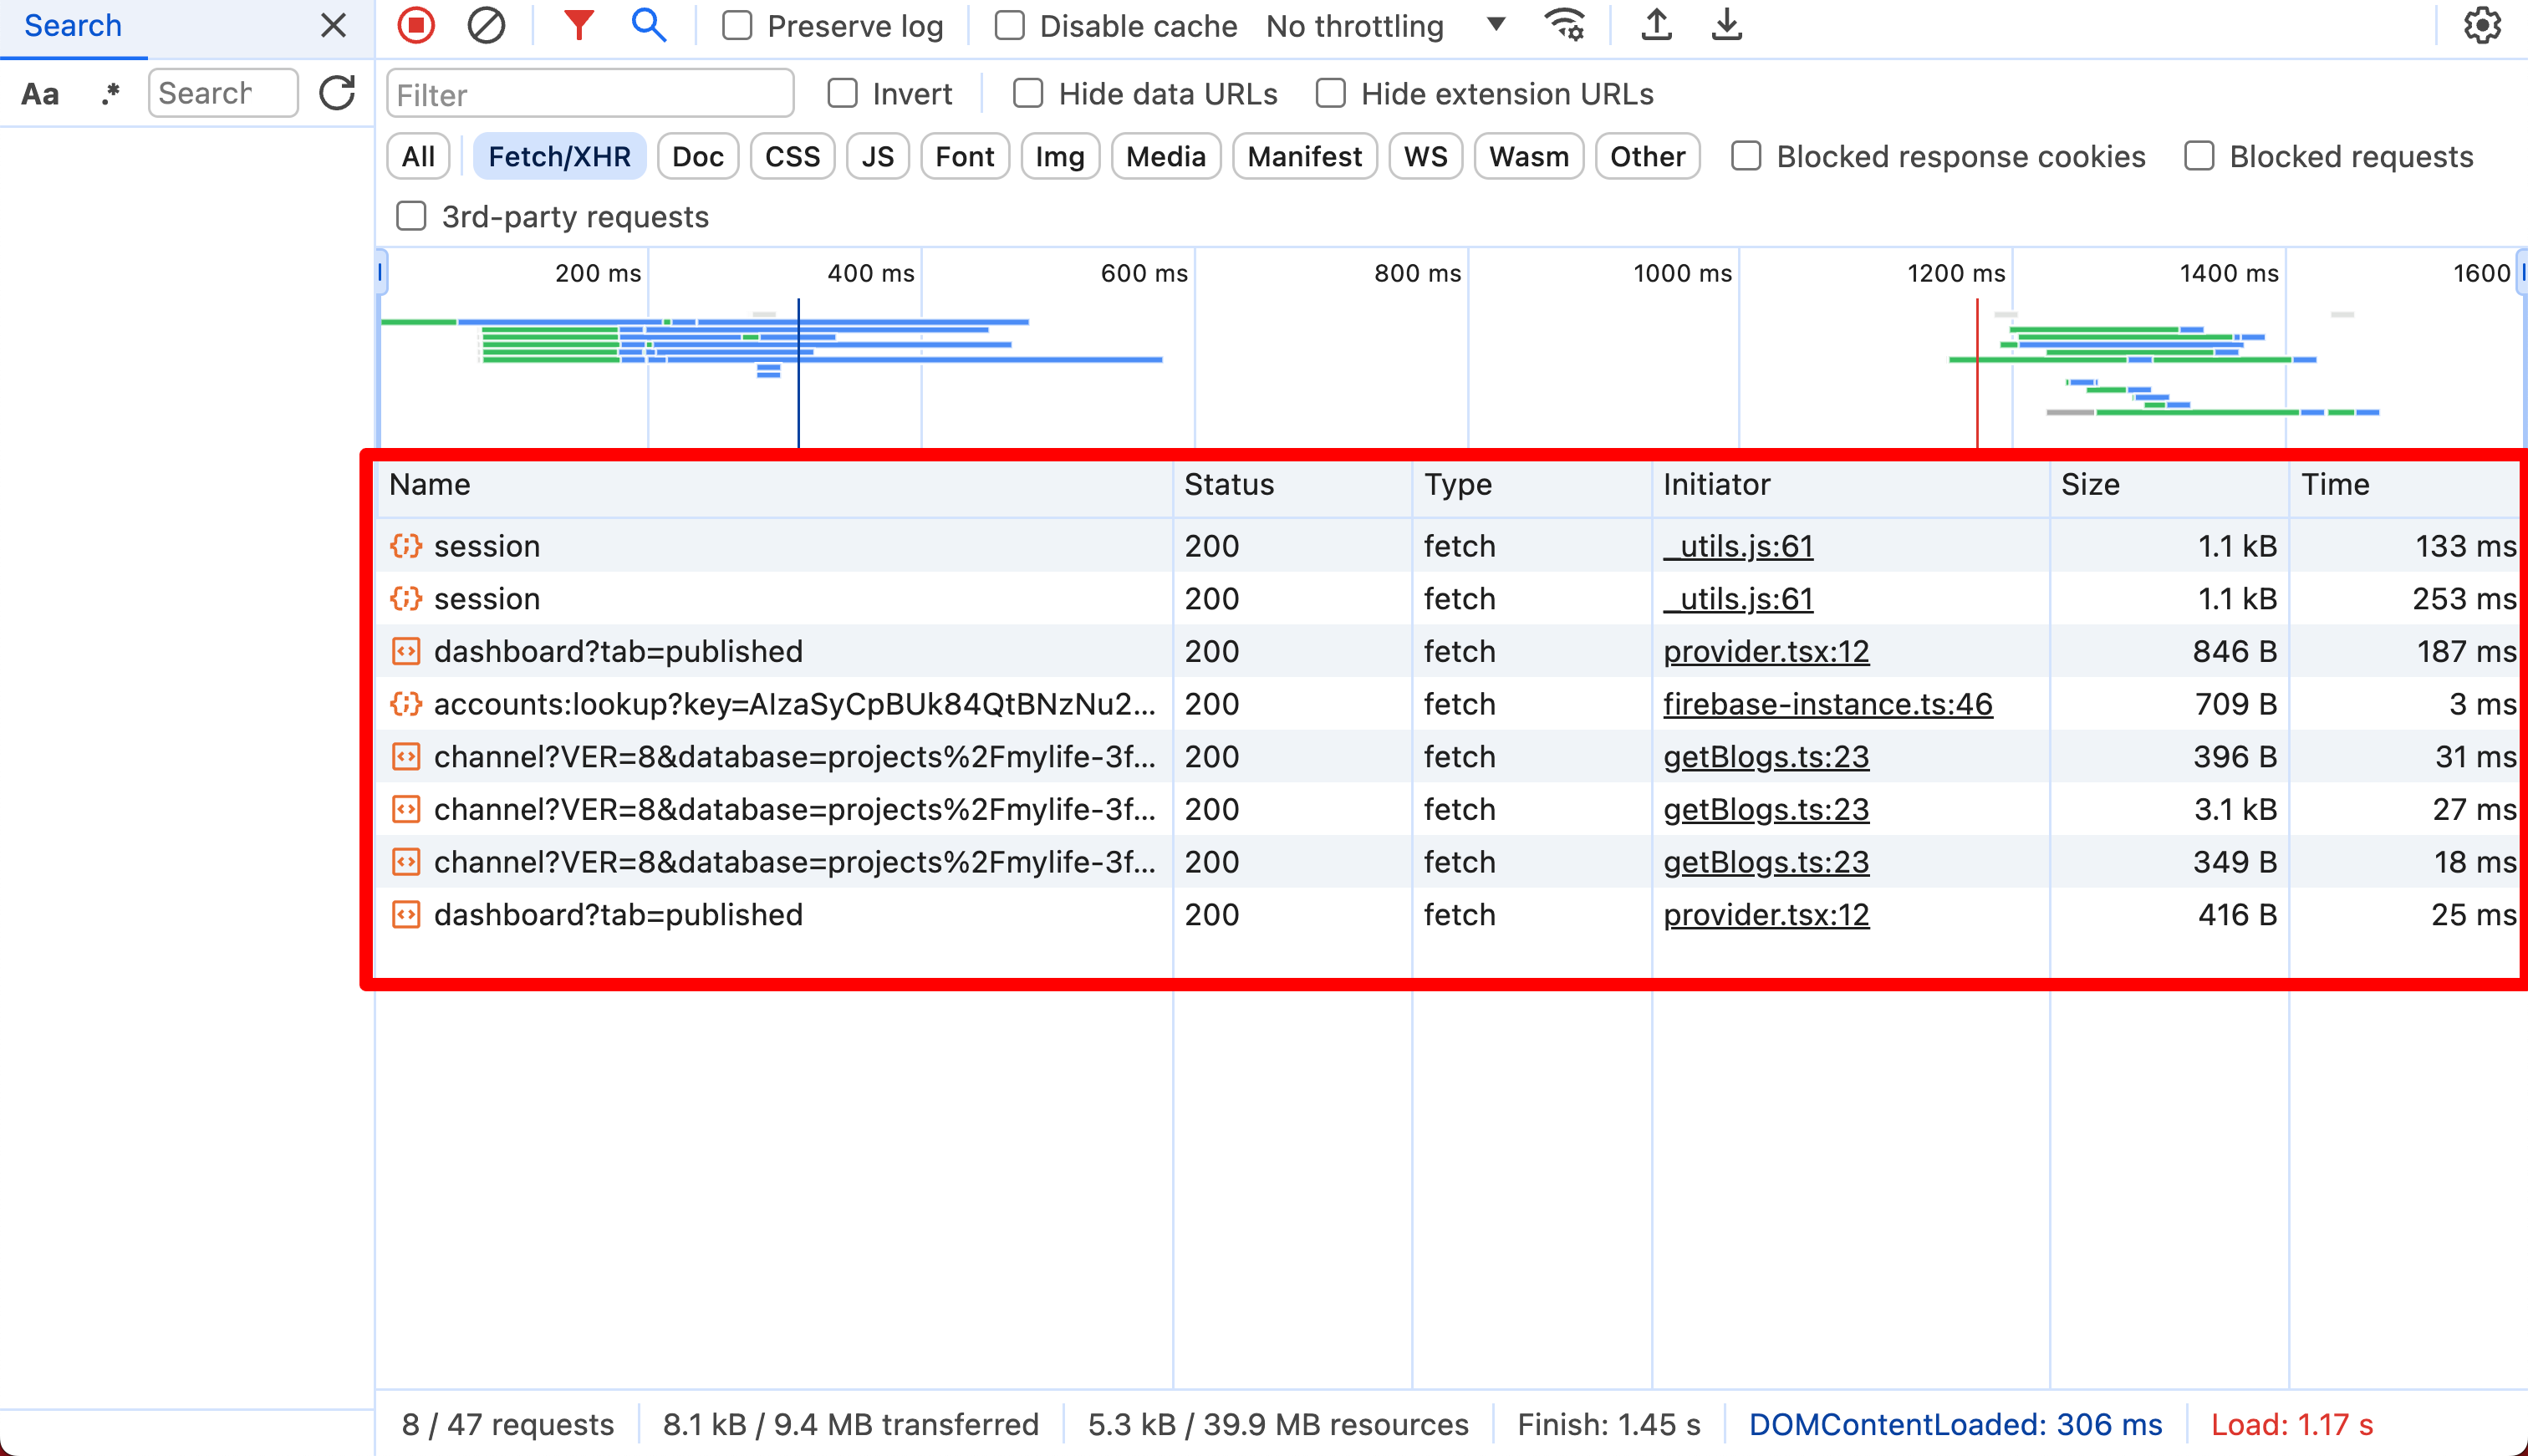 Search
Preserve log Disable cache No throttling
Aa .* Search
Filter Invert Hide data URLs Hide extension URLs
All Fetch/XHR Doc CSS JS Font Img Media Manifest WS Wasm Other Blocked response cookies Blocked requests
3rd-party requests
200 ms 400 ms 600 ms 800 ms 1000 ms 1200 ms 1400 ms 1600
Name Status Type Initiator Size Time
session 200 fetch _utils.js:61 1.1 kB 133 ms
session 200 fetch _utils.js:61 1.1 kB 253 ms
dashboard?tab=published 200 fetch provider.tsx:12 846 B 187 ms
accounts:lookup?key=AIzaSyCpBUk84QtBNzNu2... 200 fetch firebase-instance.ts:46 709 B 3 ms
channel?VER=8&database=projects%2Fmylife-3f... 200 fetch getBlogs.ts:23 396 B 31 ms
channel?VER=8&database=projects%2Fmylife-3f... 200 fetch getBlogs.ts:23 3.1 kB 27 ms
channel?VER=8&database=projects%2Fmylife-3f... 200 fetch getBlogs.ts:23 349 B 18 ms
dashboard?tab=published 200 fetch provider.tsx:12 416 B 25 ms
8 / 47 requests 8.1 kB / 9.4 MB transferred 5.3 kB / 39.9 MB resources Finish: 1.45 s DOMContentLoaded: 306 ms Load: 1.17 s